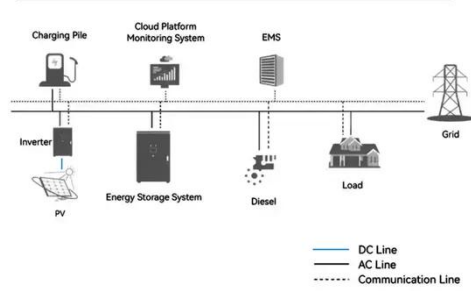 Charging Pile
Cloud Platform
Monitoring System
EMS
Grid
Inverter
PV
Energy Storage System
Diesel
Load
DC Line
AC Line
Communication Line